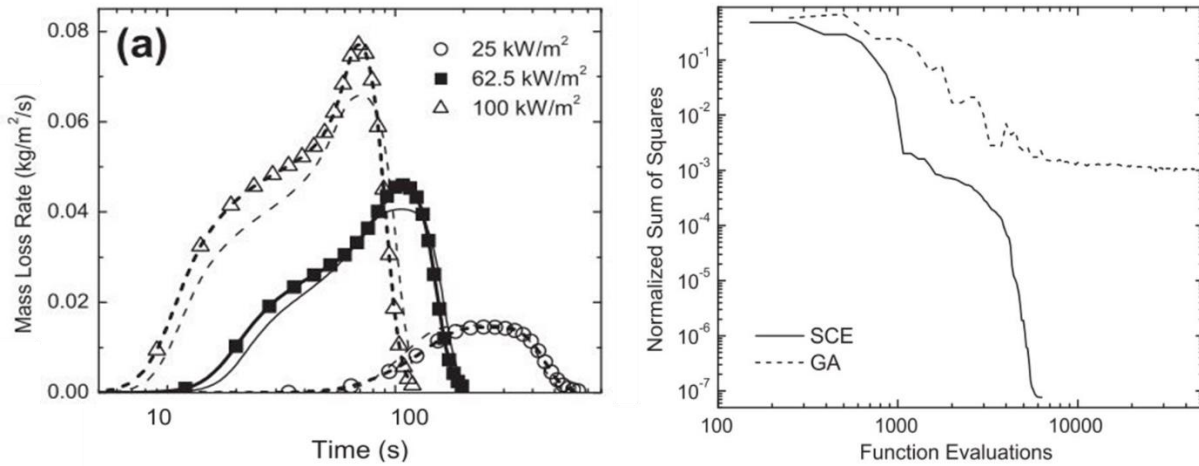 (a)
25 kW/m²
62.5 kW/m²
100 kW/m²
Mass Loss Rate (kg/m²/s)
0.08
0.06
0.04
0.02
0.00
10
100
Time (s)
Normalized Sum of Squares
10⁻¹
10⁻²
10⁻³
10⁻⁴
10⁻⁵
10⁻⁶
10⁻⁷
SCE
GA
100
1000
10000
Function Evaluations